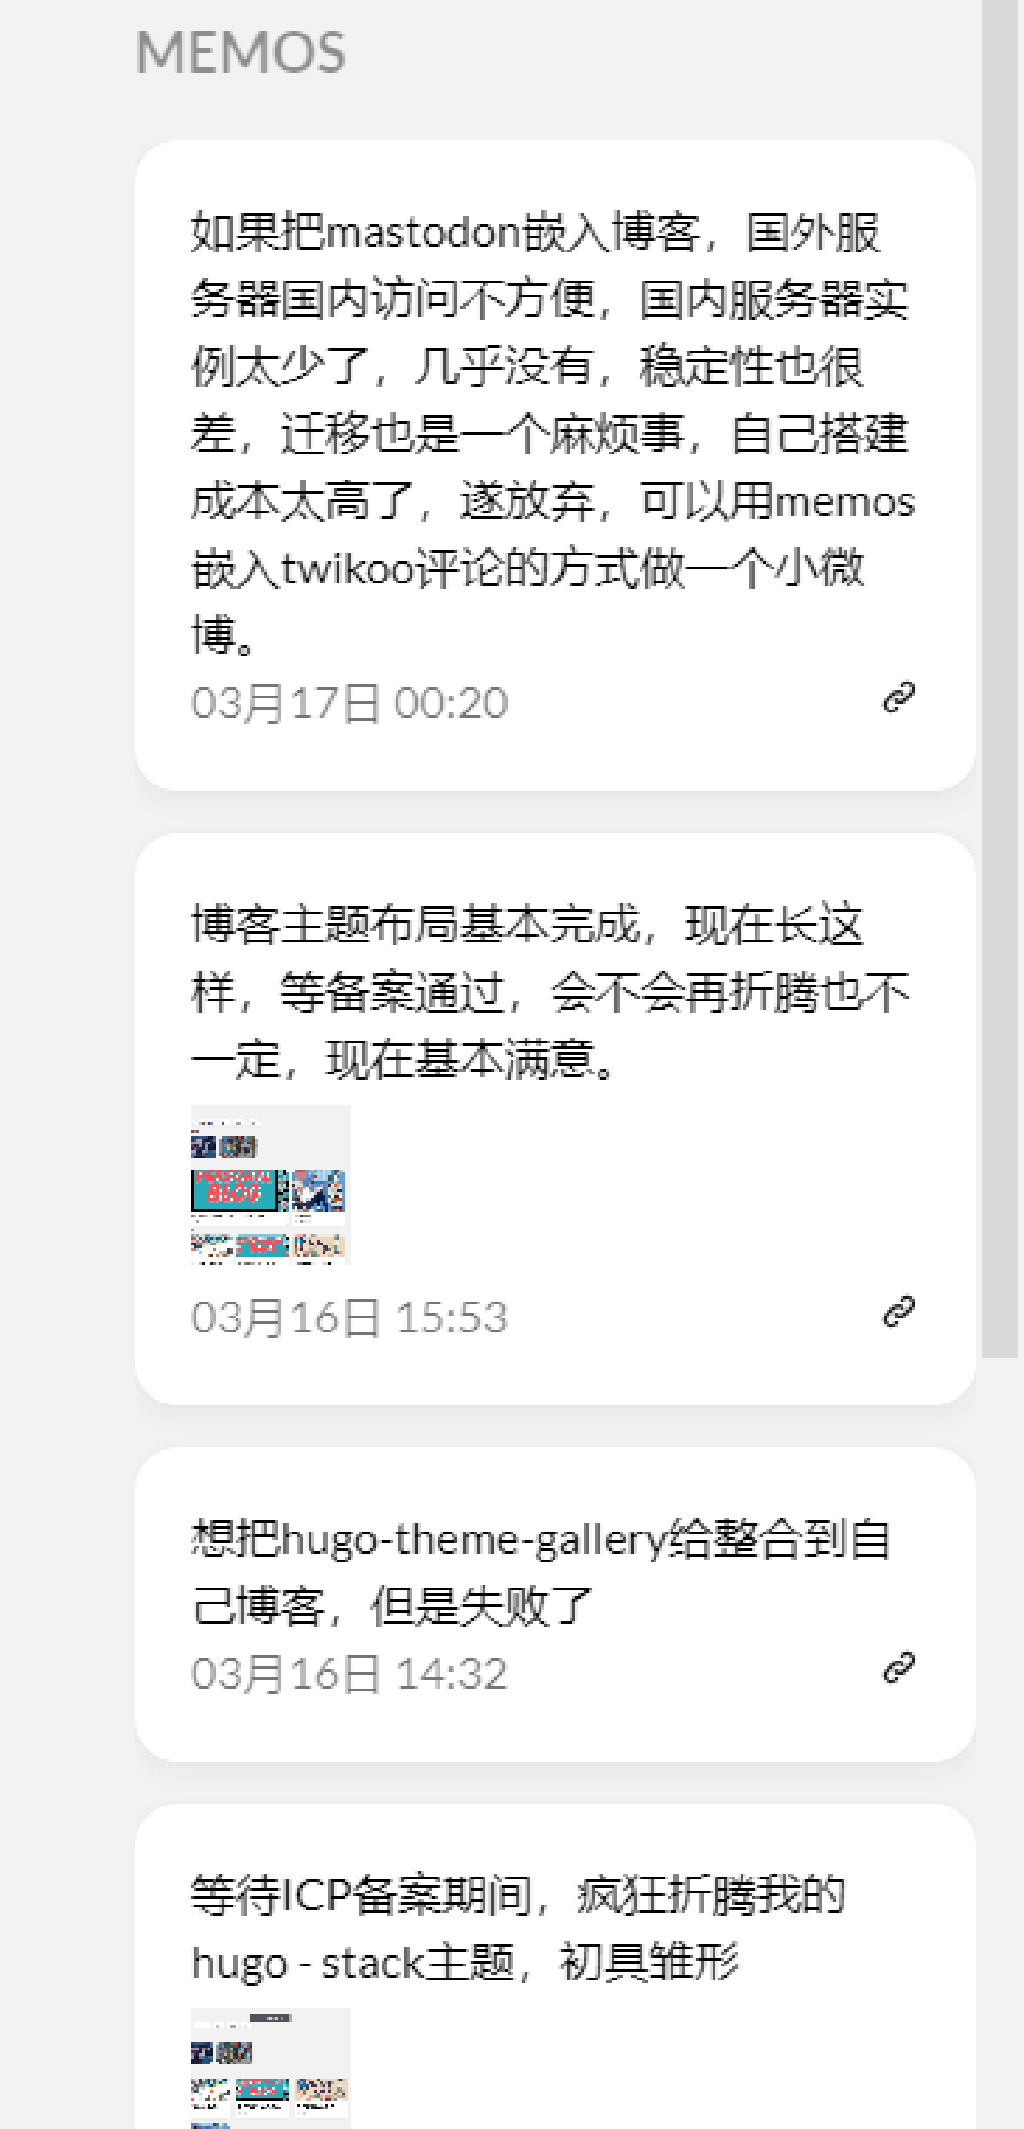 MEMOS
如果把mastodon嵌入博客，国外服
务器国内访问不方便，国内服务器实
例太少了，几乎没有，稳定性也很
差，迁移也是一个麻烦事，自己搭建
成本太高了，遂放弃，可以用memos
嵌入twikoo评论的方式做一个小微
博。
03月17日 00:20
博客主题布局基本完成，现在长这
样，等备案通过，会不会再折腾也不
一定，现在基本满意。
BLOG
03月16日 15:53
想把hugo-theme-gallery给整合到自
己博客，但是失败了
03月16日 14:32
等待ICP备案期间，疯狂折腾我的
hugo - stack主题，初具雏形